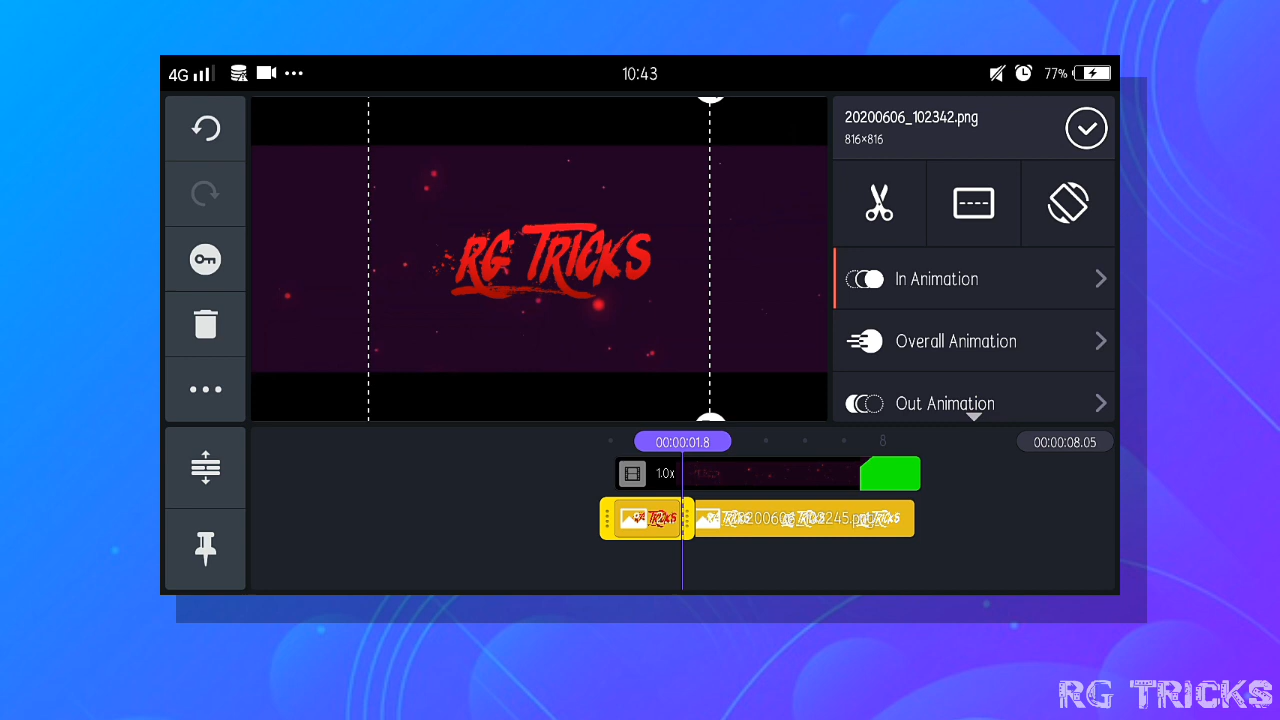 4G
10:43
77%
20200606_102342.png
816×816
RG TRICKS
In Animation
Overall Animation
Out Animation
00:00:01.8
8
00:00:08.05
1.0x
RG TRICKS